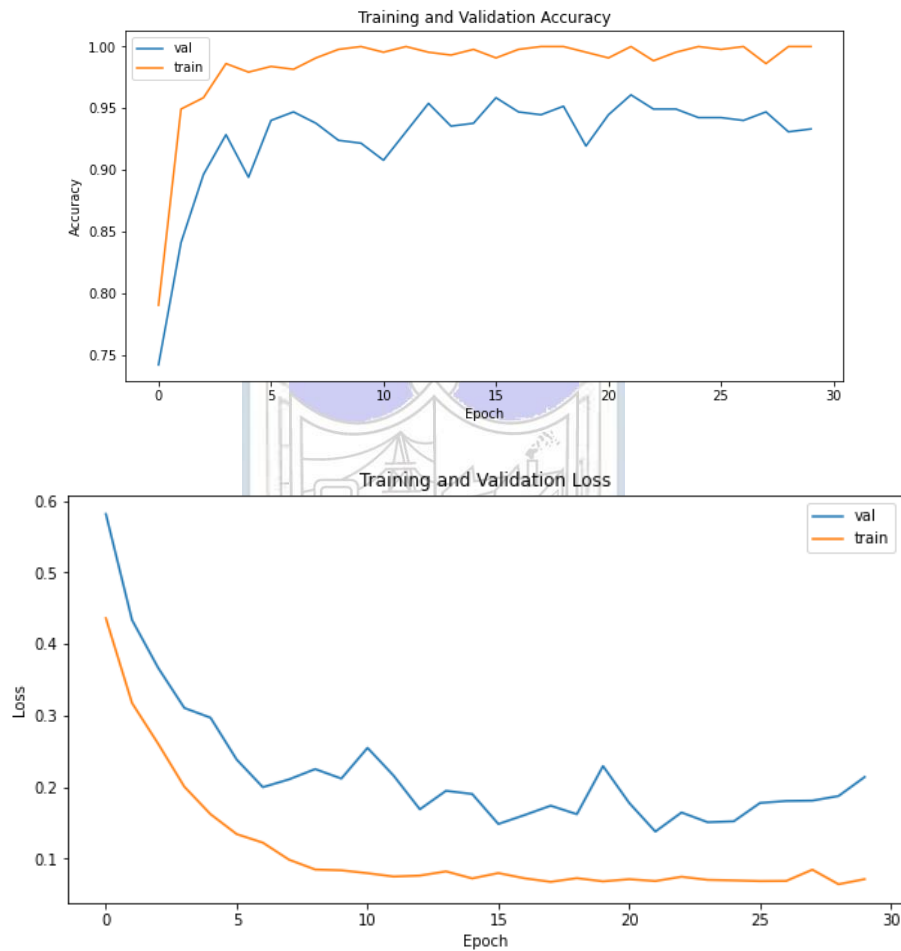 Training and Validation Accuracy
val
train
1.00
0.95
0.90
0.85
0.80
0.75
Accuracy
0 5 10 15 20 25 30
Epoch
Training and Validation Loss
val
train
0.6
0.5
0.4
0.3
0.2
0.1
Loss
0 5 10 15 20 25 30
Epoch